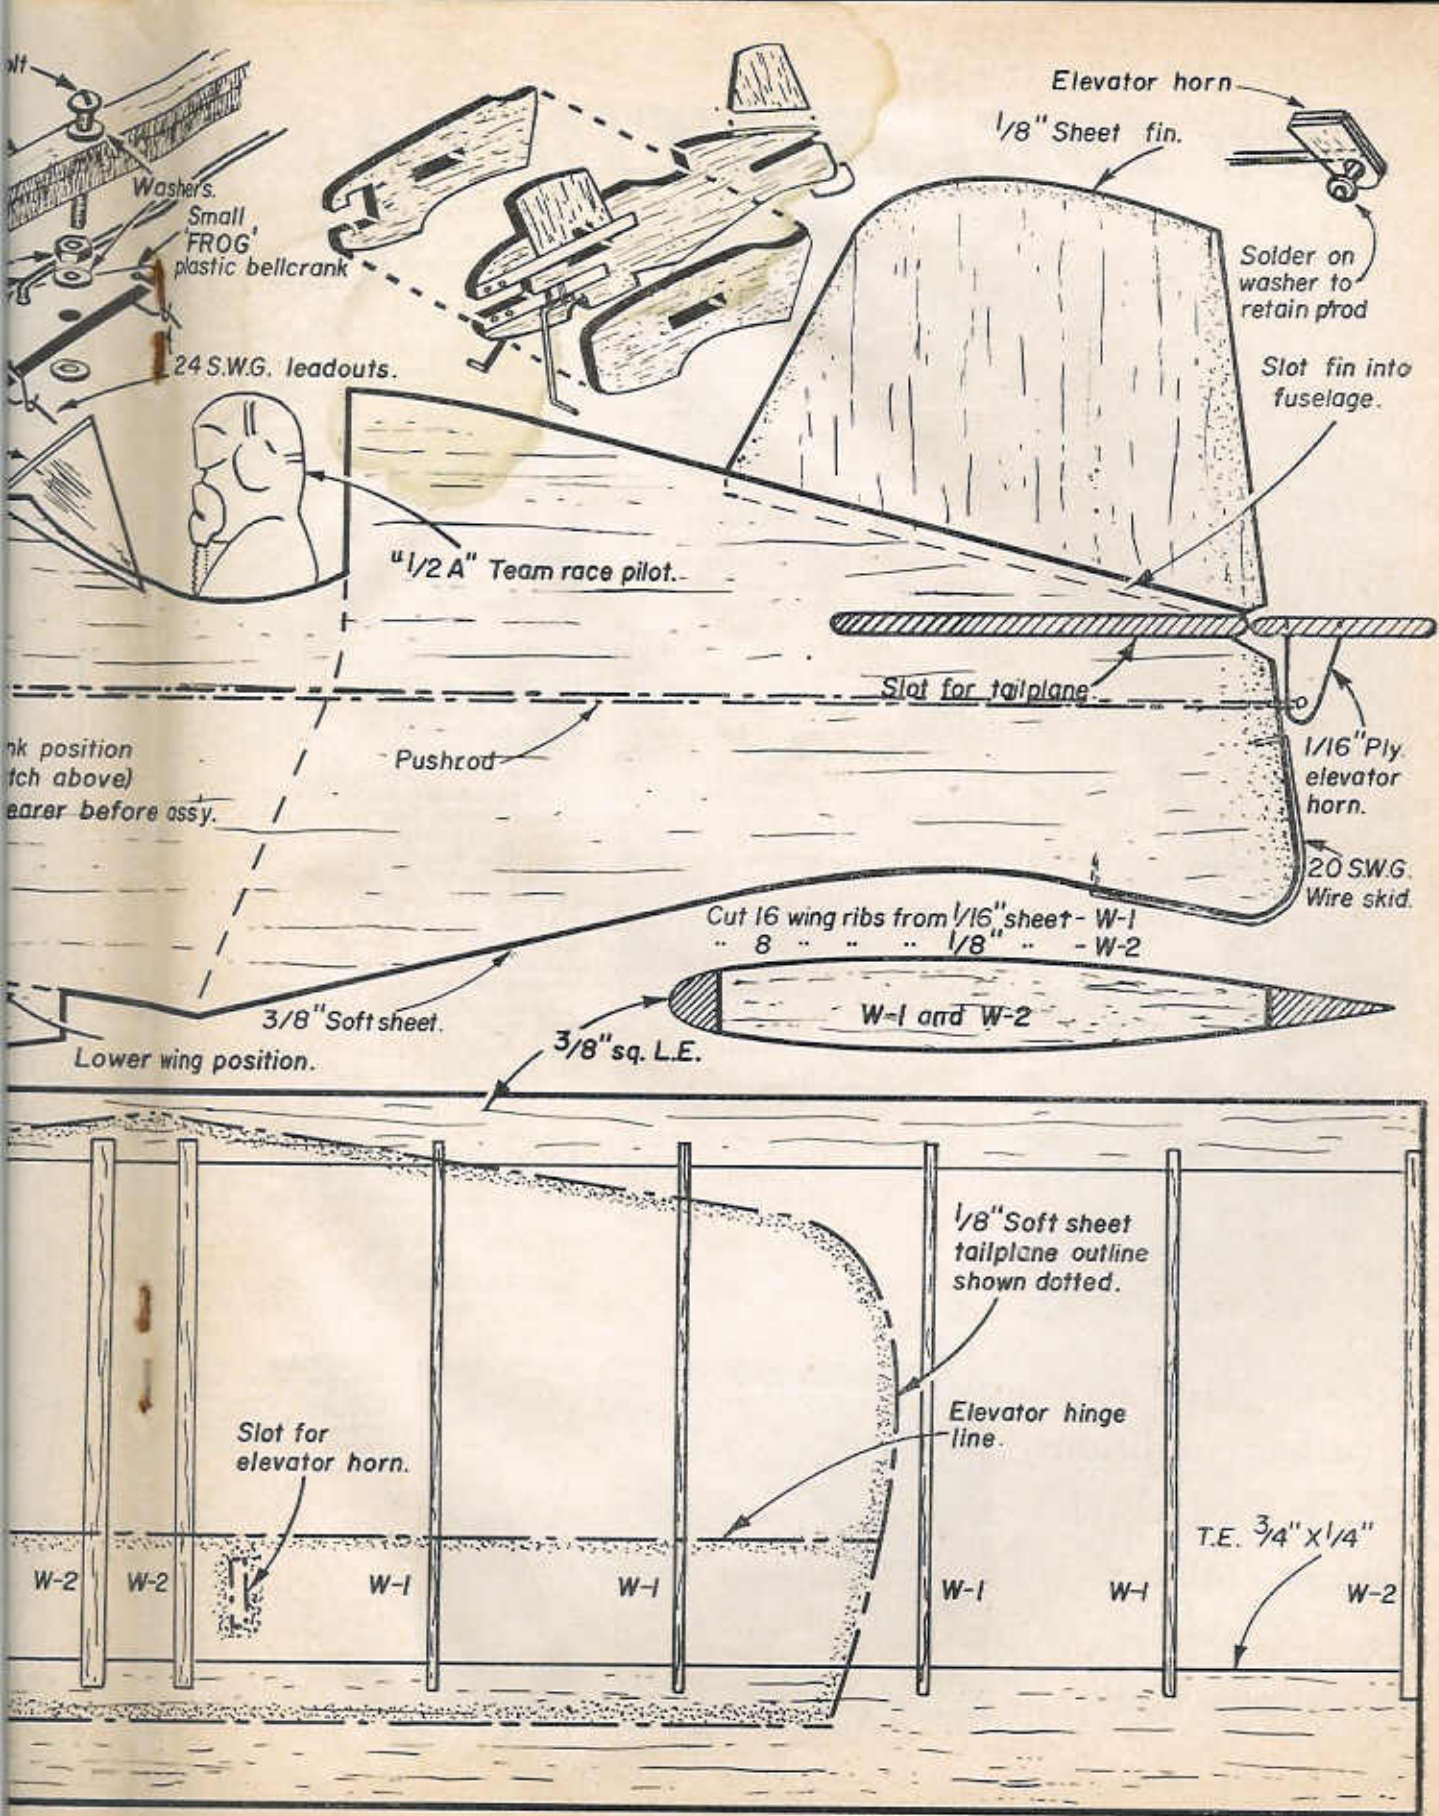 Elevator horn
1/8" Sheet fin.
Washers.
Small
'FROG'
plastic bellcrank
24 S.W.G. leadouts.
Solder on
washer to
retain p'rod
Slot fin into
fuselage.
"1/2 A" Team race pilot.
Slot for tailplane
Pushrod
position
above)
before ass'y.
1/16" Ply.
elevator
horn.
20 S.W.G.
Wire skid.
Cut 16 wing ribs from 1/16" sheet - W-1
" 8 " " " 1/8" " - W-2
W-1 and W-2
3/8" Soft sheet.
3/8" sq. L.E.
Lower wing position.
1/8" Soft sheet
tailplane outline
shown dotted.
Elevator hinge
line.
Slot for
elevator horn.
T.E. 3/4" X 1/4"
W-2 W-2 W-1 W-1 W-1 W-1 W-2